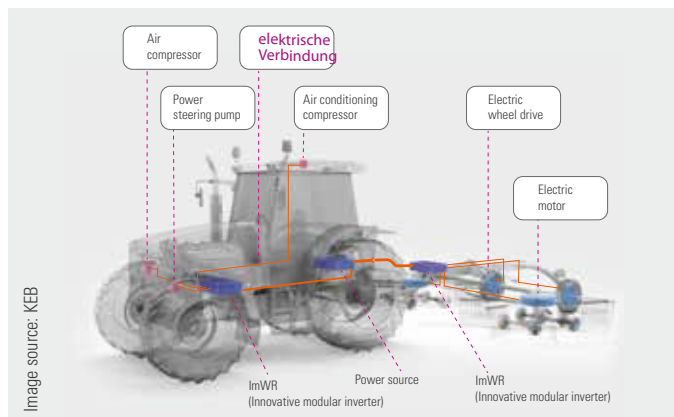 Air
compressor
elektrische
Verbindung
Power
steering pump
Air conditioning
compressor
Electric
wheel drive
Electric
motor
Image source: KEB
ImWR
(Innovative modular inverter)
Power source
ImWR
(Innovative modular inverter)